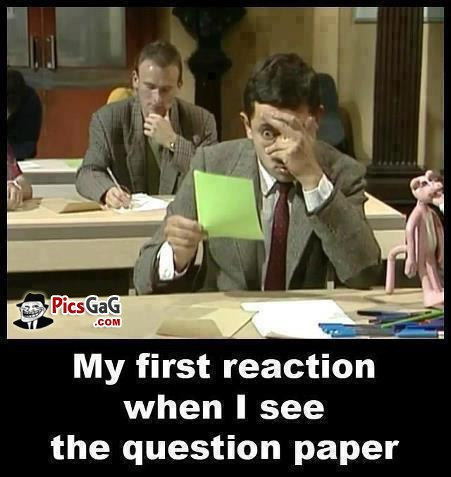 PicsGaG
.COM
My first reaction
when I see
the question paper